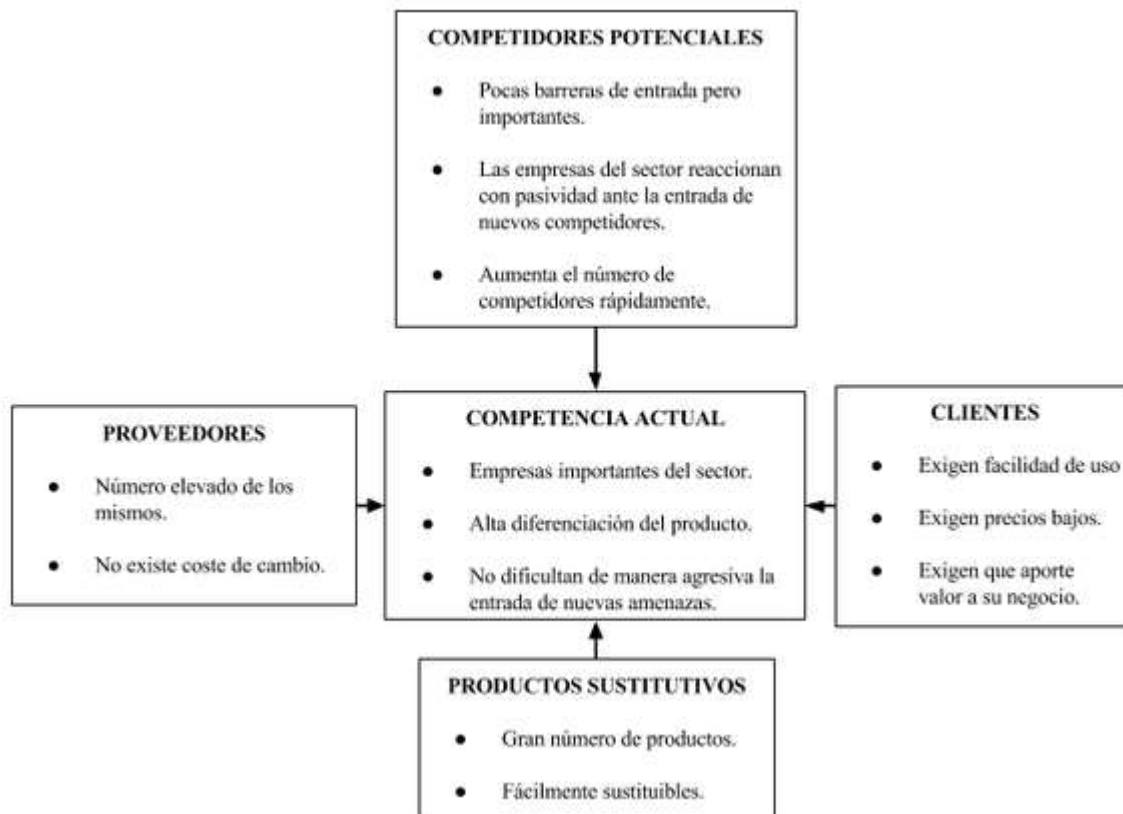 COMPETIDORES POTENCIALES
● Pocas barreras de entrada pero
importantes.
● Las empresas del sector reaccionan
con pasividad ante la entrada de
nuevos competidores.
● Aumenta el número de
competidores rápidamente.
PROVEEDORES
● Número elevado de los
mismos.
● No existe coste de cambio.
COMPETENCIA ACTUAL
● Empresas importantes del sector.
● Alta diferenciación del producto.
● No dificultan de manera agresiva la
entrada de nuevas amenazas.
CLIENTES
● Exigen facilidad de uso
● Exigen precios bajos.
● Exigen que aporte
valor a su negocio.
PRODUCTOS SUSTITUTIVOS
● Gran número de productos.
● Fácilmente sustituibles.